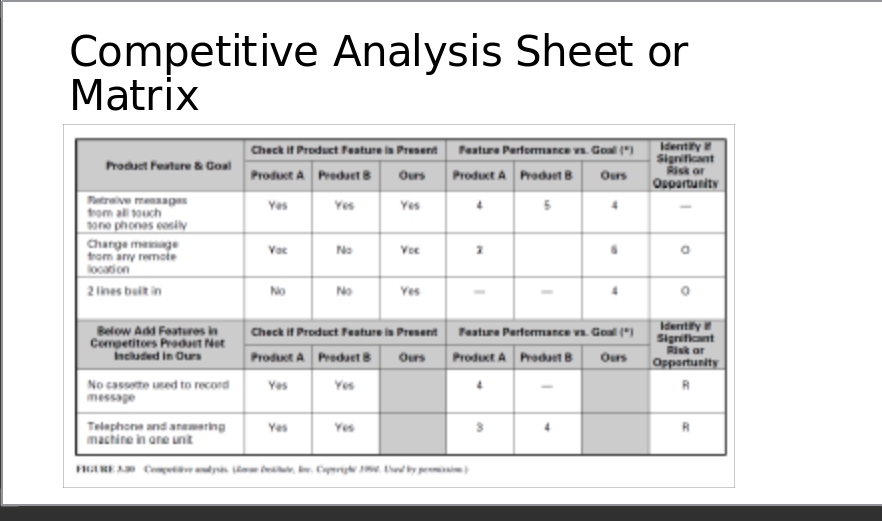 Competitive Analysis Sheet or
Matrix
Product Feature & Goal
Check if Product Feature is Present
Feature Performance vs. Goal (*)
Identify if
Significant
Risk or
Opportunity
Product A Product B Ours Product A Product B Ours
Retreive messages
from all touch
tone phones easily
Yes Yes Yes 4 5 4 —
Change message
from any remote
location
Yes No Yes 2 O
2 lines built in
No No Yes — — 4 O
Below Add Features in
Competitors Product Not
Included in Ours
Check if Product Feature is Present
Feature Performance vs. Goal (*)
Identify if
Significant
Risk or
Opportunity
Product A Product B Ours Product A Product B Ours
No cassette used to record
message
Yes Yes 4 — R
Telephone and answering
machine in one unit
Yes Yes 3 4 R
FIGURE Competitive analysis. ( Institute, Inc. Copyright 1994. Used by permission.)